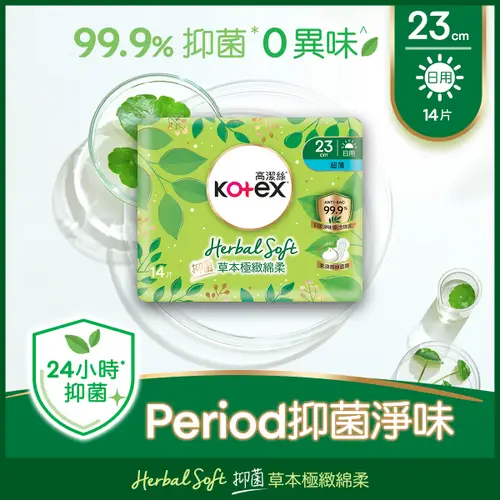 99.9% 抑菌* 0 異味^
23cm
日用
14片
23
cm
日用
超薄
高潔絲
Kotex
ANTI-BAC
99.9%
Herbal Soft
抑菌 草本極緻綿柔
14片
24小時*
抑菌
Period抑菌淨味
Herbal Soft 抑菌 草本極緻綿柔